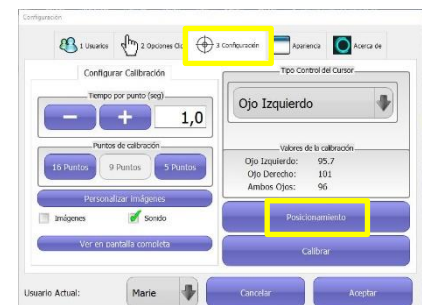 Configuración
1 Usuarios
2 Opciones Clic
3 Configuración
Apariencia
Acerca de
Configurar Calibración
Tiempo por punto (seg)
1,0
Puntos de calibración
16 Puntos
9 Puntos
5 Puntos
Personalizar Imágenes
Imágenes
Sonido
Ver en pantalla completa
Tipo Control del Cursor
Ojo Izquierdo
Valores de la calibración
Ojo Izquierdo: 95.7
Ojo Derecho: 101
Ambos Ojos: 96
Posicionamiento
Calibrar
Usuario Actual:
Marie
Cancelar
Aceptar